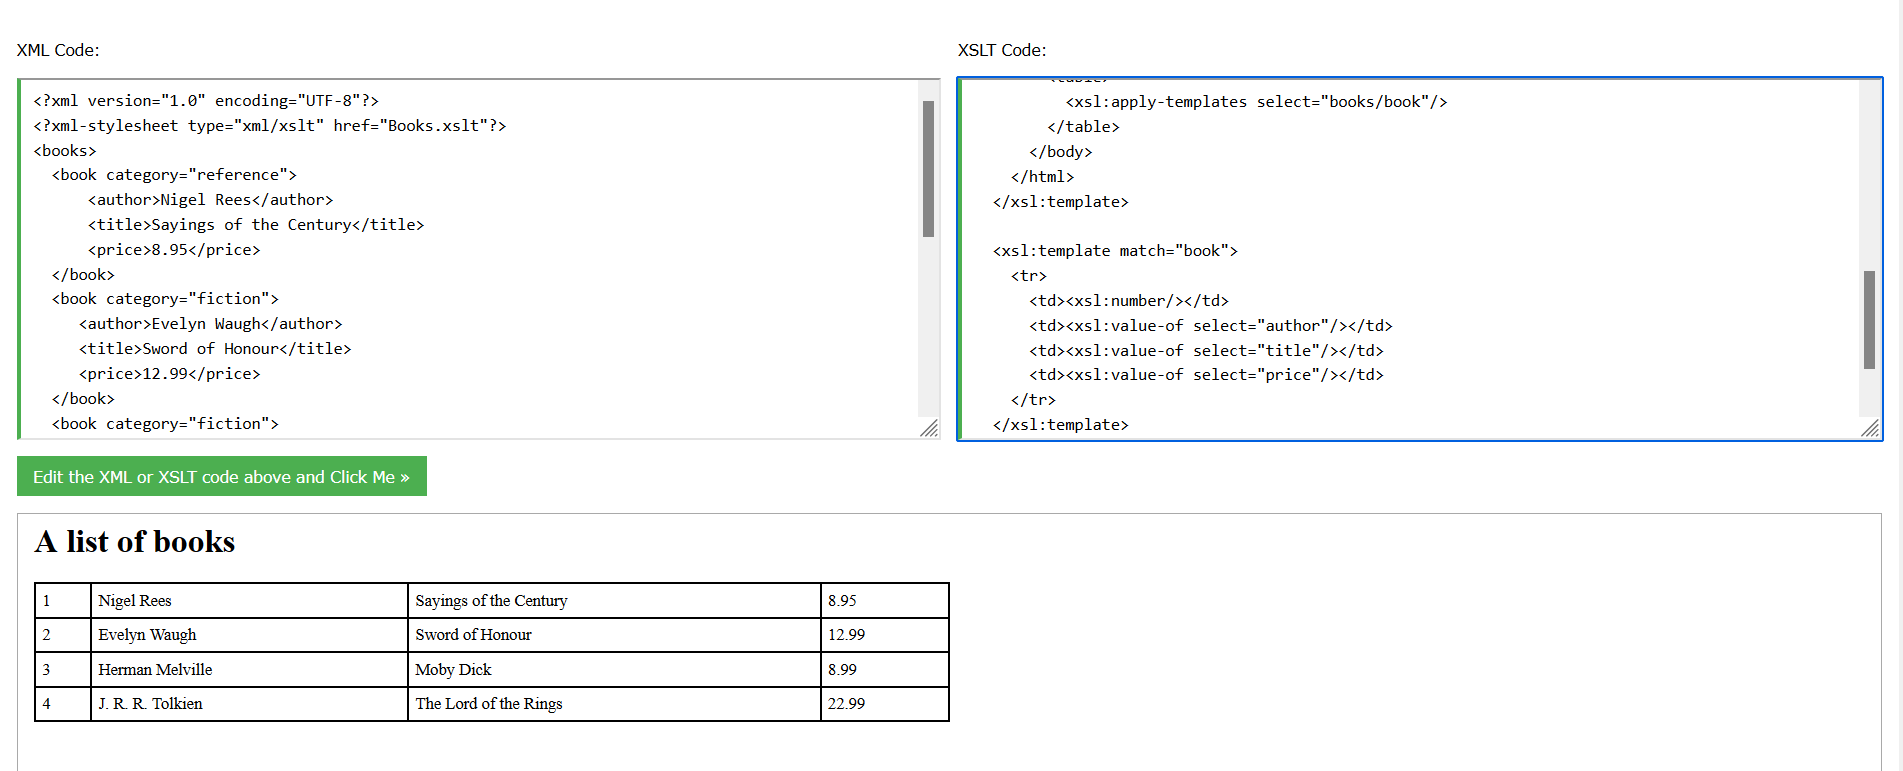 XML Code:
<?xml version="1.0" encoding="UTF-8"?>
<?xml-stylesheet type="xml/xslt" href="Books.xslt"?>
<books>
  <book category="reference">
      <author>Nigel Rees</author>
      <title>Sayings of the Century</title>
      <price>8.95</price>
  </book>
  <book category="fiction">
     <author>Evelyn Waugh</author>
     <title>Sword of Honour</title>
     <price>12.99</price>
  </book>
  <book category="fiction">
XSLT Code:
        <xsl:apply-templates select="books/book"/>
      </table>
    </body>
  </html>
</xsl:template>
<xsl:template match="book">
  <tr>
    <td><xsl:number/></td>
    <td><xsl:value-of select="author"/></td>
    <td><xsl:value-of select="title"/></td>
    <td><xsl:value-of select="price"/></td>
  </tr>
</xsl:template>
Edit the XML or XSLT code above and Click Me »
A list of books
1 Nigel Rees Sayings of the Century 8.95
2 Evelyn Waugh Sword of Honour 12.99
3 Herman Melville Moby Dick 8.99
4 J. R. R. Tolkien The Lord of the Rings 22.99